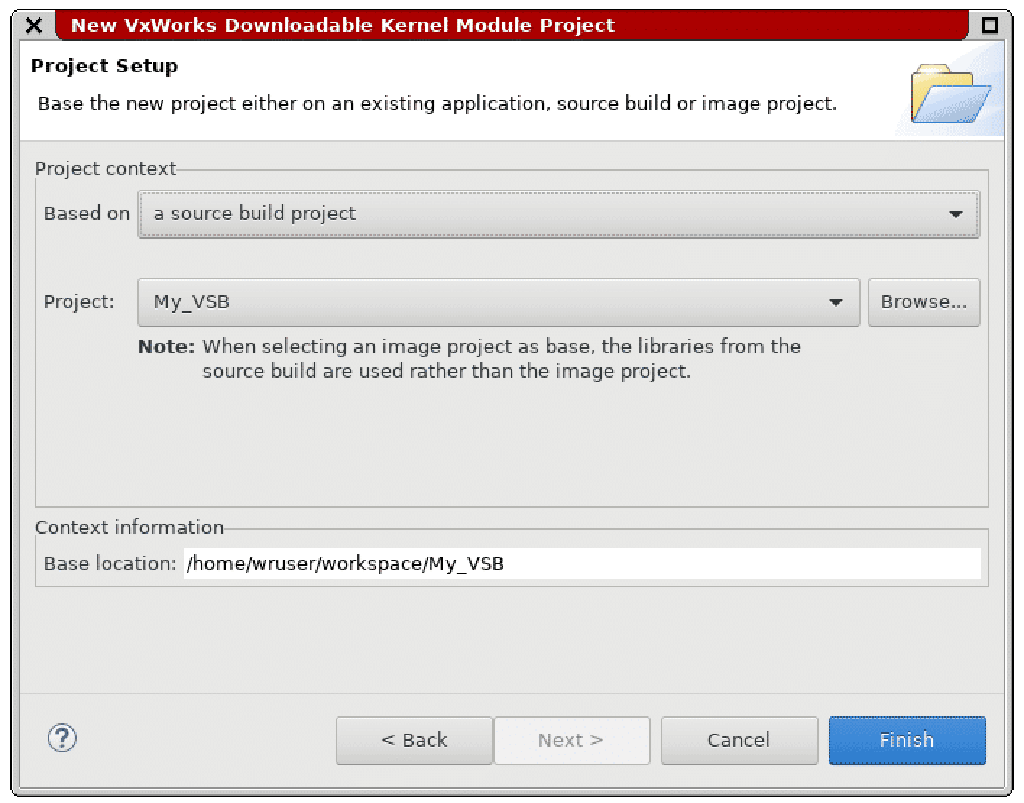 New VxWorks Downloadable Kernel Module Project
Project Setup
Base the new project either on an existing application, source build or image project.
Project context
Based on a source build project
Project: My_VSB Browse...
Note: When selecting an image project as base, the libraries from the
source build are used rather than the image project.
Context information
Base location: /home/wruser/workspace/My_VSB
? < Back Next > Cancel Finish